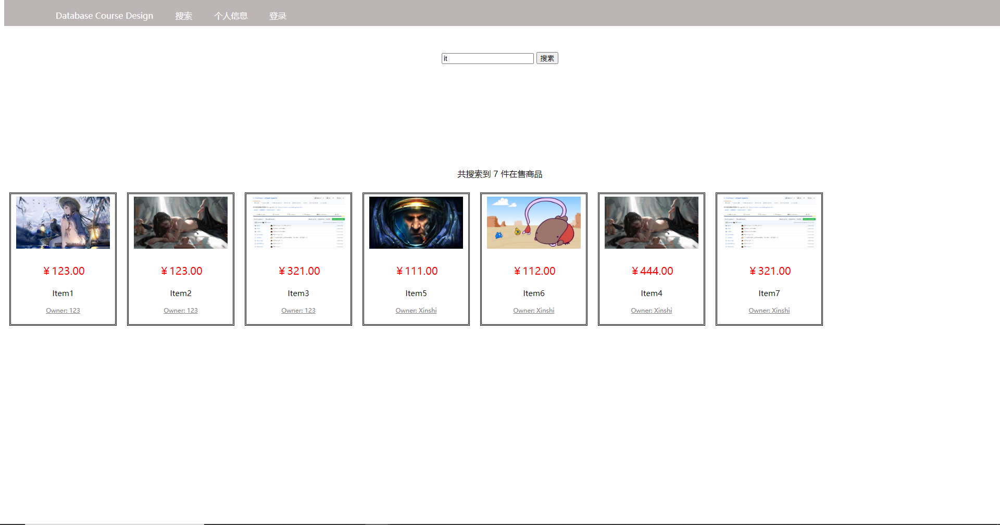 Database Course Design 搜索 个人信息 登录
it 搜索
共搜索到 7 件在售商品
¥ 123.00 ¥ 123.00 ¥ 321.00 ¥ 111.00 ¥ 112.00 ¥ 444.00 ¥ 321.00
Item1 Item2 Item3 Item5 Item6 Item4 Item7
Owner: 123 Owner: 123 Owner: 123 Owner: Xinshi Owner: Xinshi Owner: Xinshi Owner: Xinshi